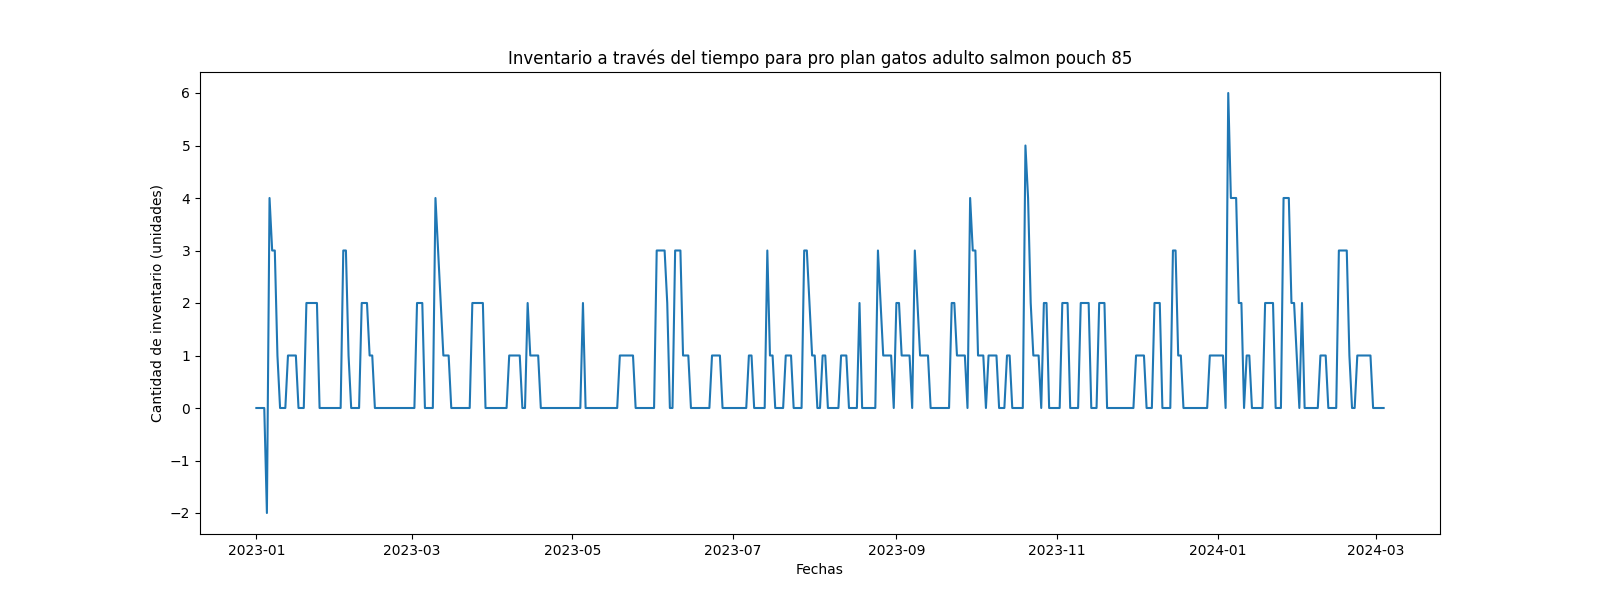 Inventario a través del tiempo para pro plan gatos adulto salmon pouch 85
Cantidad de inventario (unidades)
6
5
4
3
2
1
0
−1
−2
2023-01 2023-03 2023-05 2023-07 2023-09 2023-11 2024-01 2024-03
Fechas